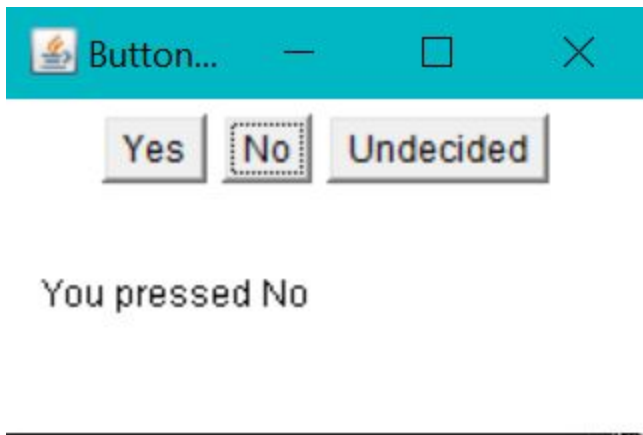 Button...
Yes No Undecided
You pressed No